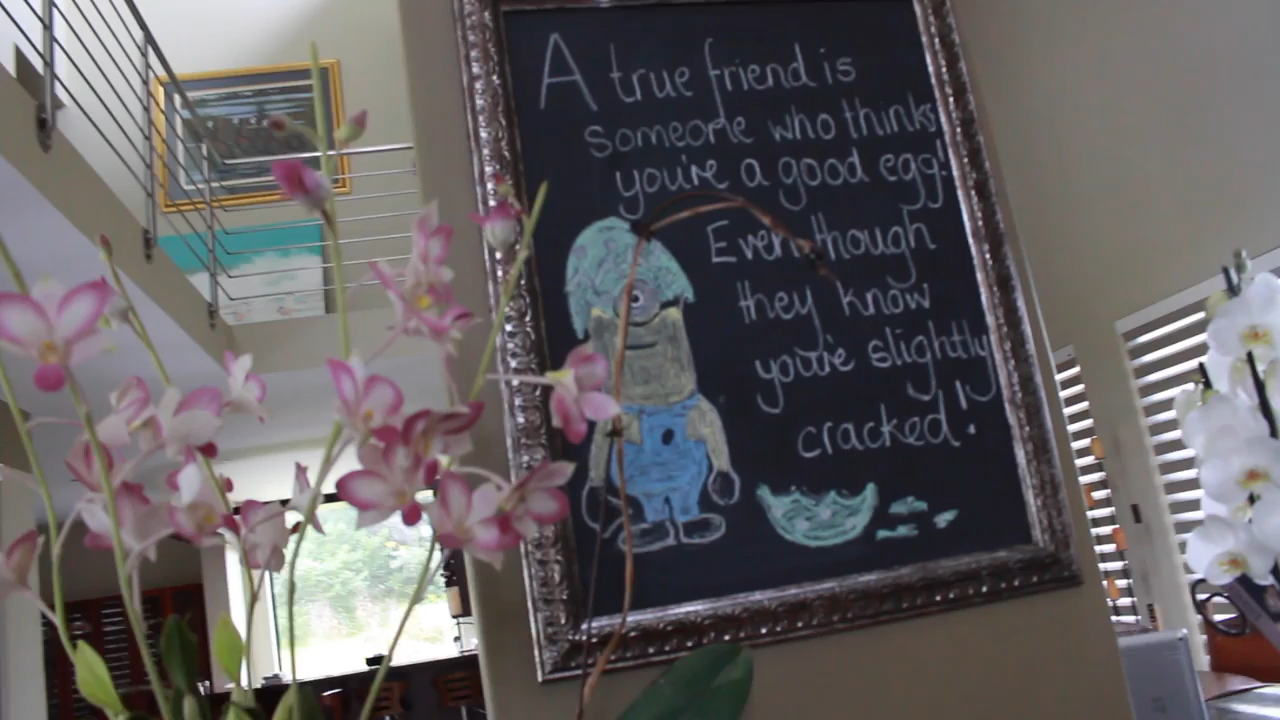 A true friend is
someone who thinks
you're a good egg!
Even though
they know
you're slightly
cracked!